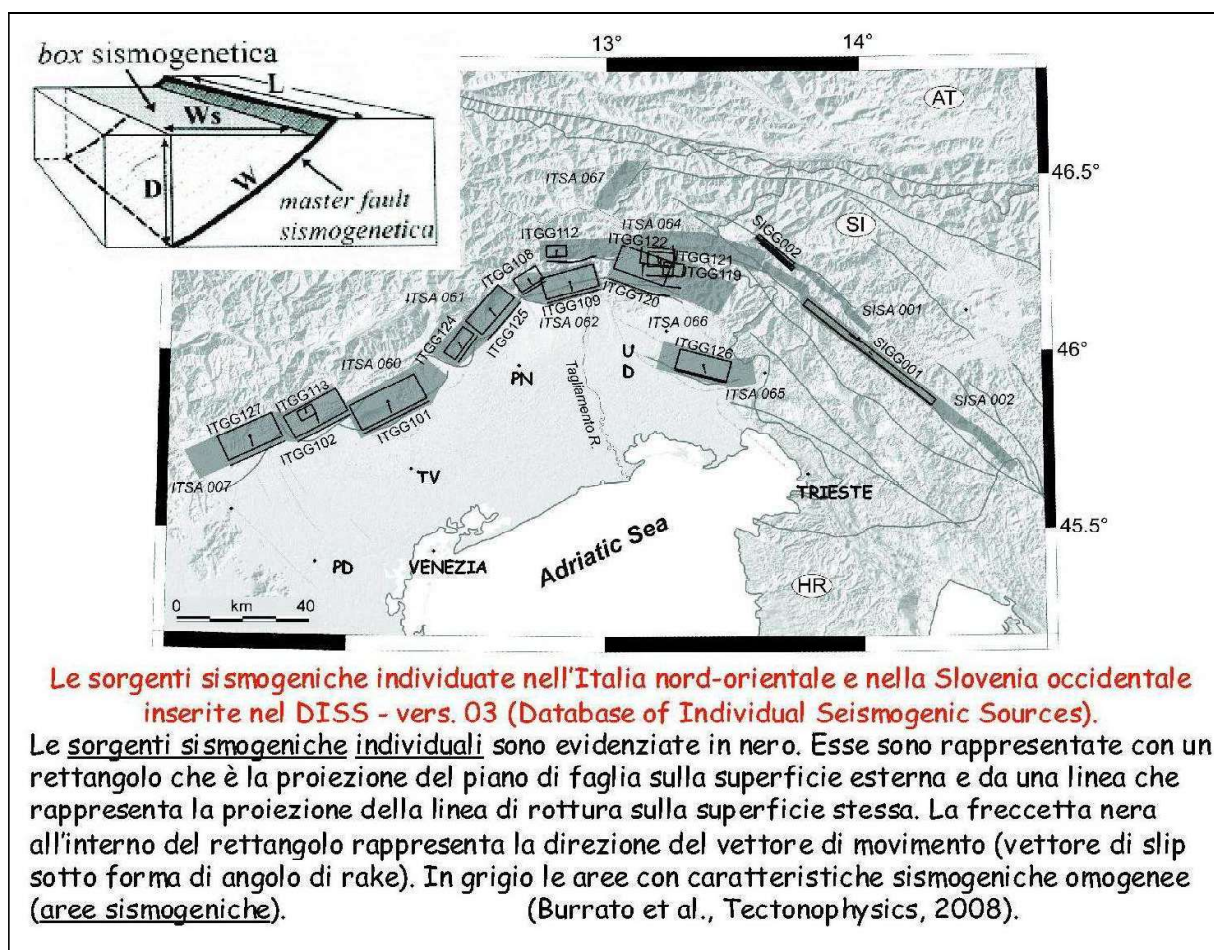 box sismogenetica
L
Ws
D
W
master fault
sismogenetica
13°
14°
AT
46.5°
ITSA 067
SI
ITGG112
ITSA 064
SIGG002
ITGG122
ITGG121
ITGG119
ITGG108
ITGG120
ITGG109
ITSA 061
ITGG125
ITSA 062
ITGG124
ITSA 066
SISA 001
46°
ITSA 060
UD
ITGG126
SIGG001
PN
Tagliamento R.
ITSA 065
SISA 002
ITGG113
ITGG127
ITGG101
ITGG102
TV
ITSA 007
TRIESTE
45.5°
Adriatic Sea
PD
VENEZIA
HR
0 km 40
Le sorgenti sismogeniche individuate nell'Italia nord-orientale e nella Slovenia occidentale
inserite nel DISS - vers. 03 (Database of Individual Seismogenic Sources).
Le sorgenti sismogeniche individuali sono evidenziate in nero. Esse sono rappresentate con un
rettangolo che è la proiezione del piano di faglia sulla superficie esterna e da una linea che
rappresenta la proiezione della linea di rottura sulla superficie stessa. La freccetta nera
all'interno del rettangolo rappresenta la direzione del vettore di movimento (vettore di slip
sotto forma di angolo di rake). In grigio le aree con caratteristiche sismogeniche omogenee
(aree sismogeniche). (Burrato et al., Tectonophysics, 2008).